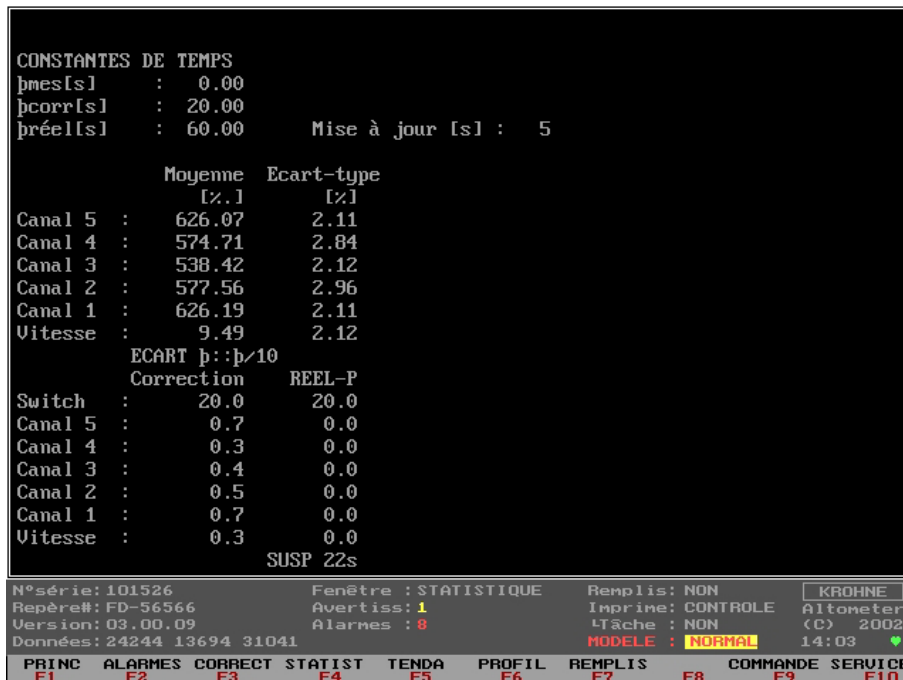 CONSTANTES DE TEMPS
þmes[s] : 0.00
þcorr[s] : 20.00
þréel[s] : 60.00 Mise à jour [s] : 5
Moyenne Ecart-type
[%.] [%]
Canal 5 : 626.07 2.11
Canal 4 : 574.71 2.84
Canal 3 : 538.42 2.12
Canal 2 : 577.56 2.96
Canal 1 : 626.19 2.11
Vitesse : 9.49 2.12
ECART þ::þ/10
Correction REEL-P
Switch : 20.0 20.0
Canal 5 : 0.7 0.0
Canal 4 : 0.3 0.0
Canal 3 : 0.4 0.0
Canal 2 : 0.5 0.0
Canal 1 : 0.7 0.0
Vitesse : 0.3 0.0
SUSP 22s
N°série: 101526 Fenêtre : STATISTIQUE Remplis: NON KROHNE
Repère#: FD-56566 Avertiss: 1 Imprime: CONTROLE Altometer
Version: 03.00.09 Alarmes : 8 └Tâche : NON (C) 2002
Données: 24244 13694 31041 MODELE : NORMAL 14:03 ♥
PRINC ALARMES CORRECT STATIST TENDA PROFIL REMPLIS COMMANDE SERVICE
F1 F2 F3 F4 F5 F6 F7 F8 F9 F10